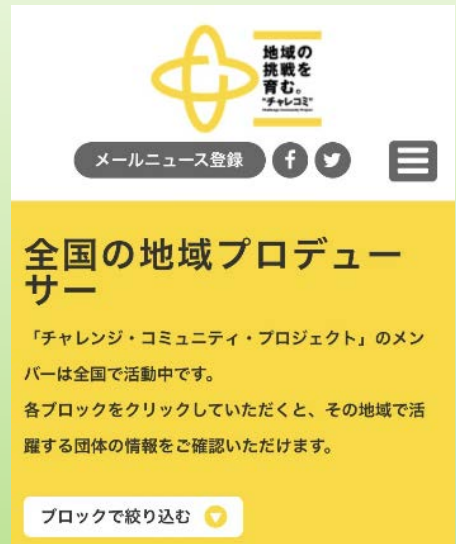 地域の
挑戦を
育む。
"チャレコミ"
Challenge Community Project
メールニュース登録
全国の地域プロデュー
サー
「チャレンジ・コミュニティ・プロジェクト」のメン
バーは全国で活動中です。
各ブロックをクリックしていただくと、その地域で活
躍する団体の情報をご確認いただけます。
ブロックで絞り込む